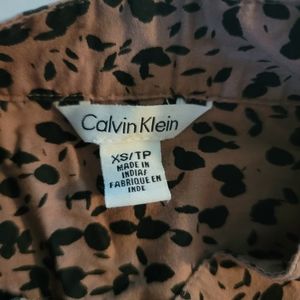 Calvin Klein
XS/TP
MADE IN
INDIA
FABRIQUÉ EN
INDE